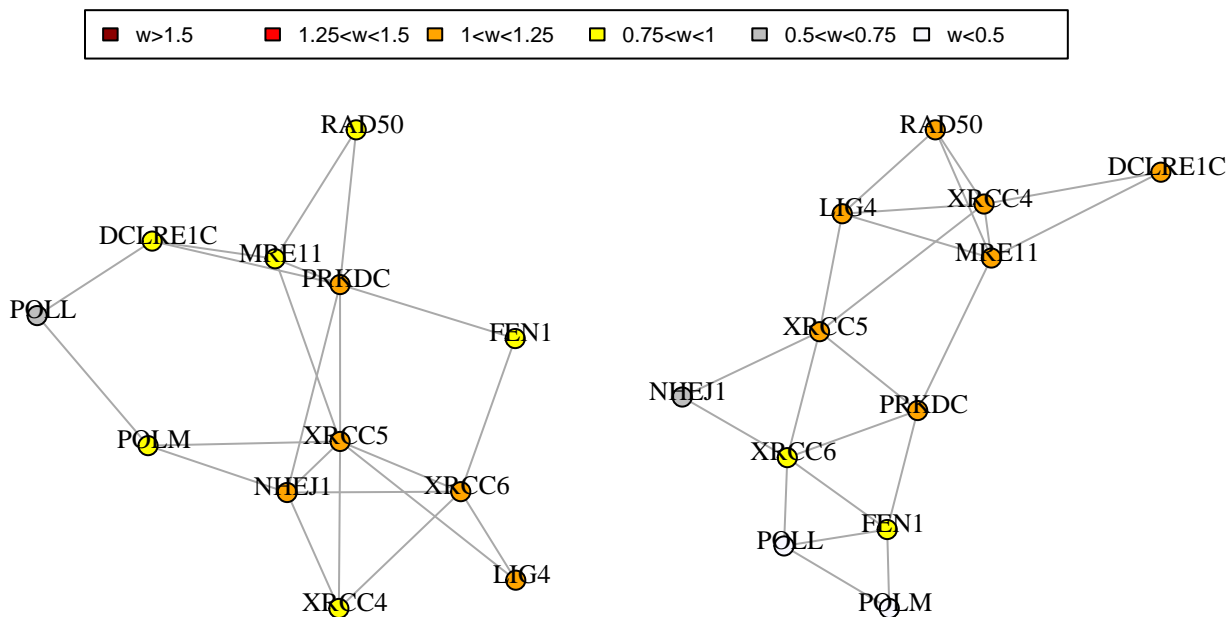 w>1.5 1.25<w<1.5 1<w<1.25 0.75<w<1 0.5<w<0.75 w<0.5
RAD50
DCLRE1C
MRE11
PRKDC
POLL
FEN1
POLM
XRCC5
NHEJ1
XRCC6
LIG4
XRCC4
RAD50
DCLRE1C
LIG4
XRCC4
MRE11
XRCC5
NHEJ1
PRKDC
XRCC6
FEN1
POLL
POLM